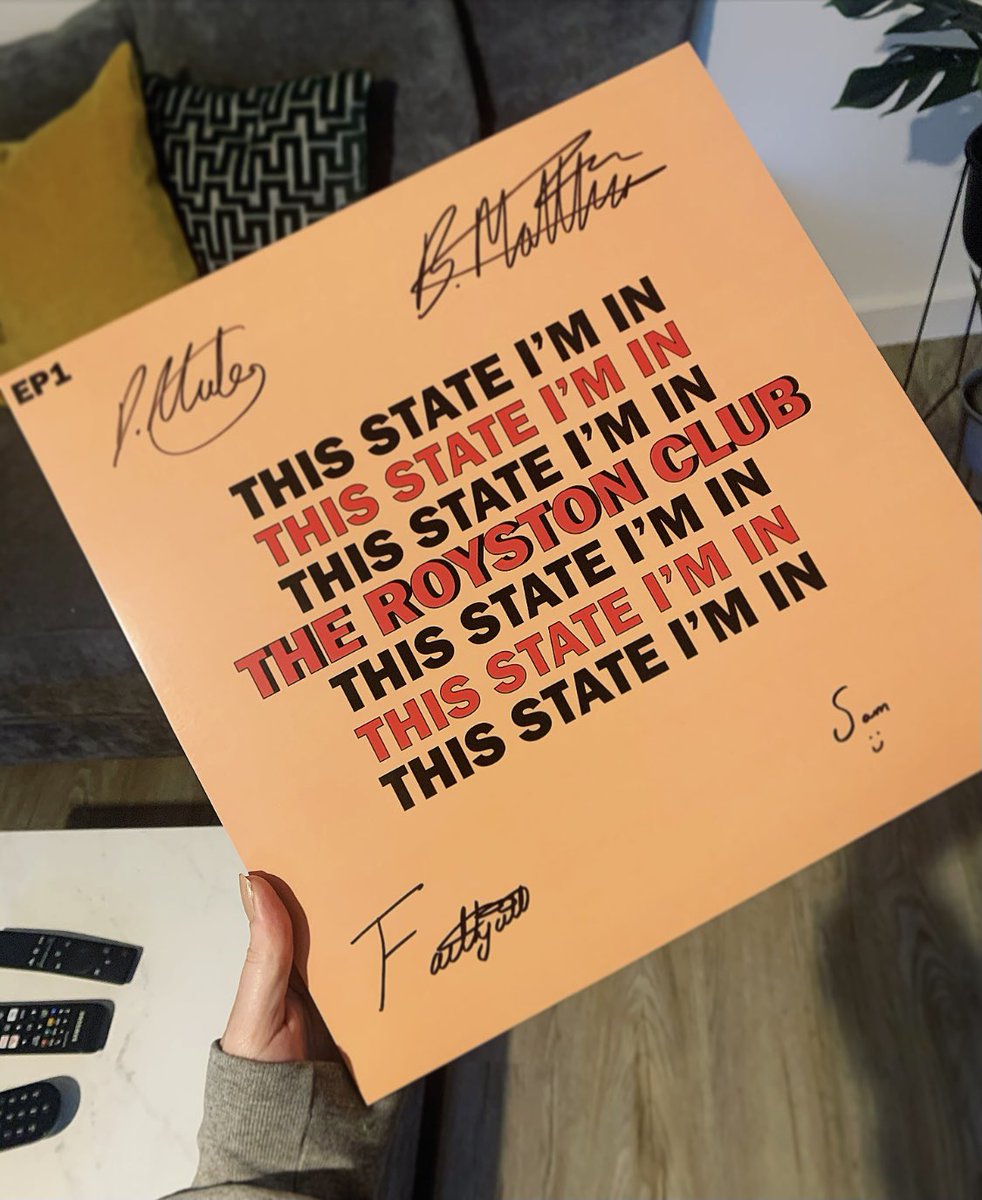 B. Matthews
EP1
THIS STATE I'M IN
THIS STATE I'M IN
THIS STATE I'M IN
THE ROYSTON CLUB
THIS STATE I'M IN
THIS STATE I'M IN
THIS STATE I'M IN
Sam